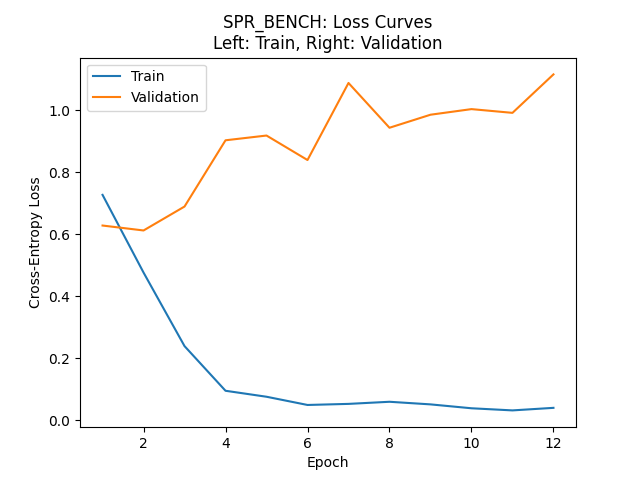 SPR_BENCH: Loss Curves
Left: Train, Right: Validation
Train
Validation
Cross-Entropy Loss
1.0
0.8
0.6
0.4
0.2
0.0
2 4 6 8 10 12
Epoch